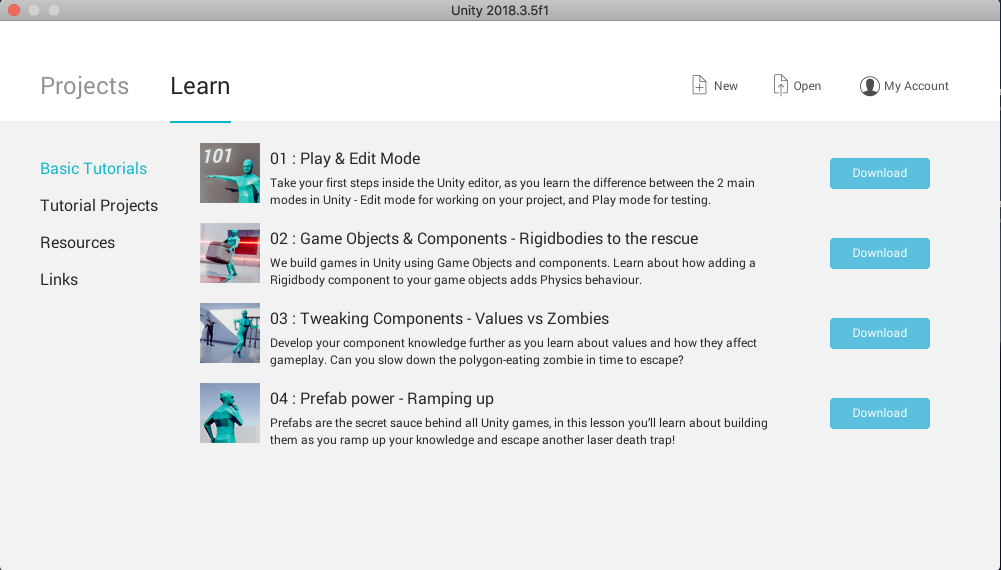 Unity 2018.3.5f1
Projects
Learn
New
Open
My Account
Basic Tutorials
Tutorial Projects
Resources
Links
101
01 : Play & Edit Mode
Take your first steps inside the Unity editor, as you learn the difference between the 2 main
modes in Unity - Edit mode for working on your project, and Play mode for testing.
Download
02 : Game Objects & Components - Rigidbodies to the rescue
We build games in Unity using Game Objects and components. Learn about how adding a
Rigidbody component to your game objects adds Physics behaviour.
Download
03 : Tweaking Components - Values vs Zombies
Develop your component knowledge further as you learn about values and how they affect
gameplay. Can you slow down the polygon-eating zombie in time to escape?
Download
04 : Prefab power - Ramping up
Prefabs are the secret sauce behind all Unity games, in this lesson you’ll learn about building
them as you ramp up your knowledge and escape another laser death trap!
Download